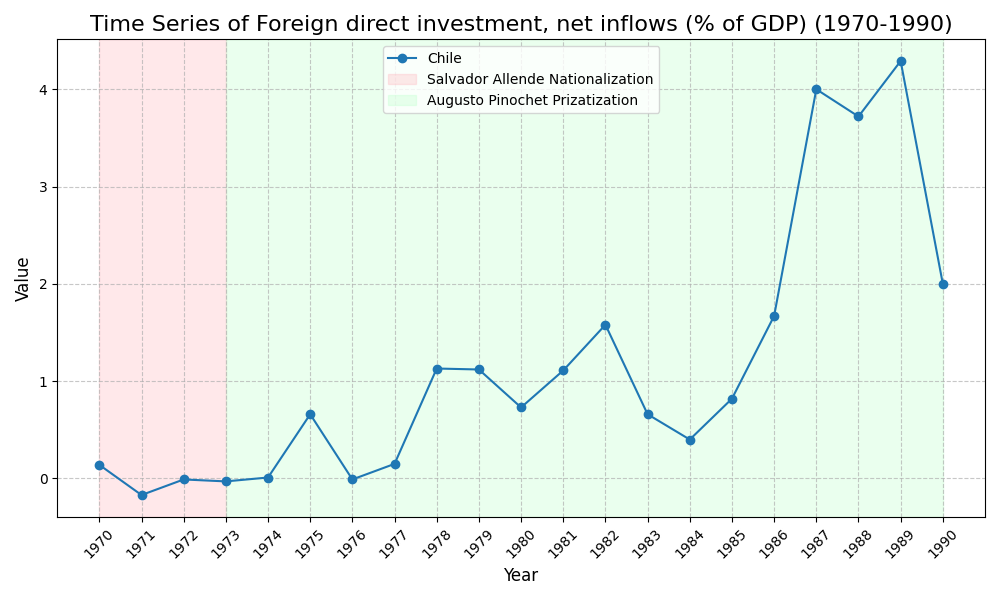 Time Series of Foreign direct investment, net inflows (% of GDP) (1970-1990)
Chile
Salvador Allende Nationalization
Augusto Pinochet Prizatization
Value
4
3
2
1
0
1970 1971 1972 1973 1974 1975 1976 1977 1978 1979 1980 1981 1982 1983 1984 1985 1986 1987 1988 1989 1990
Year